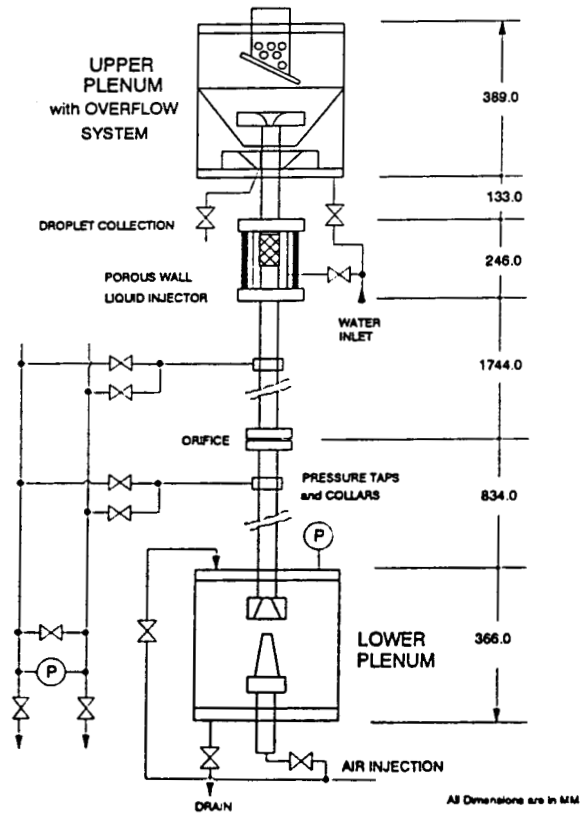 UPPER
PLENUM
with OVERFLOW
SYSTEM
389.0
133.0
DROPLET COLLECTION
246.0
POROUS WALL
LIQUID INJECTOR
WATER
INLET
1744.0
ORIFICE
PRESSURE TAPS
and COLLARS
834.0
P
LOWER
PLENUM
366.0
P
AIR INJECTION
DRAIN
All Dimensions are in MM